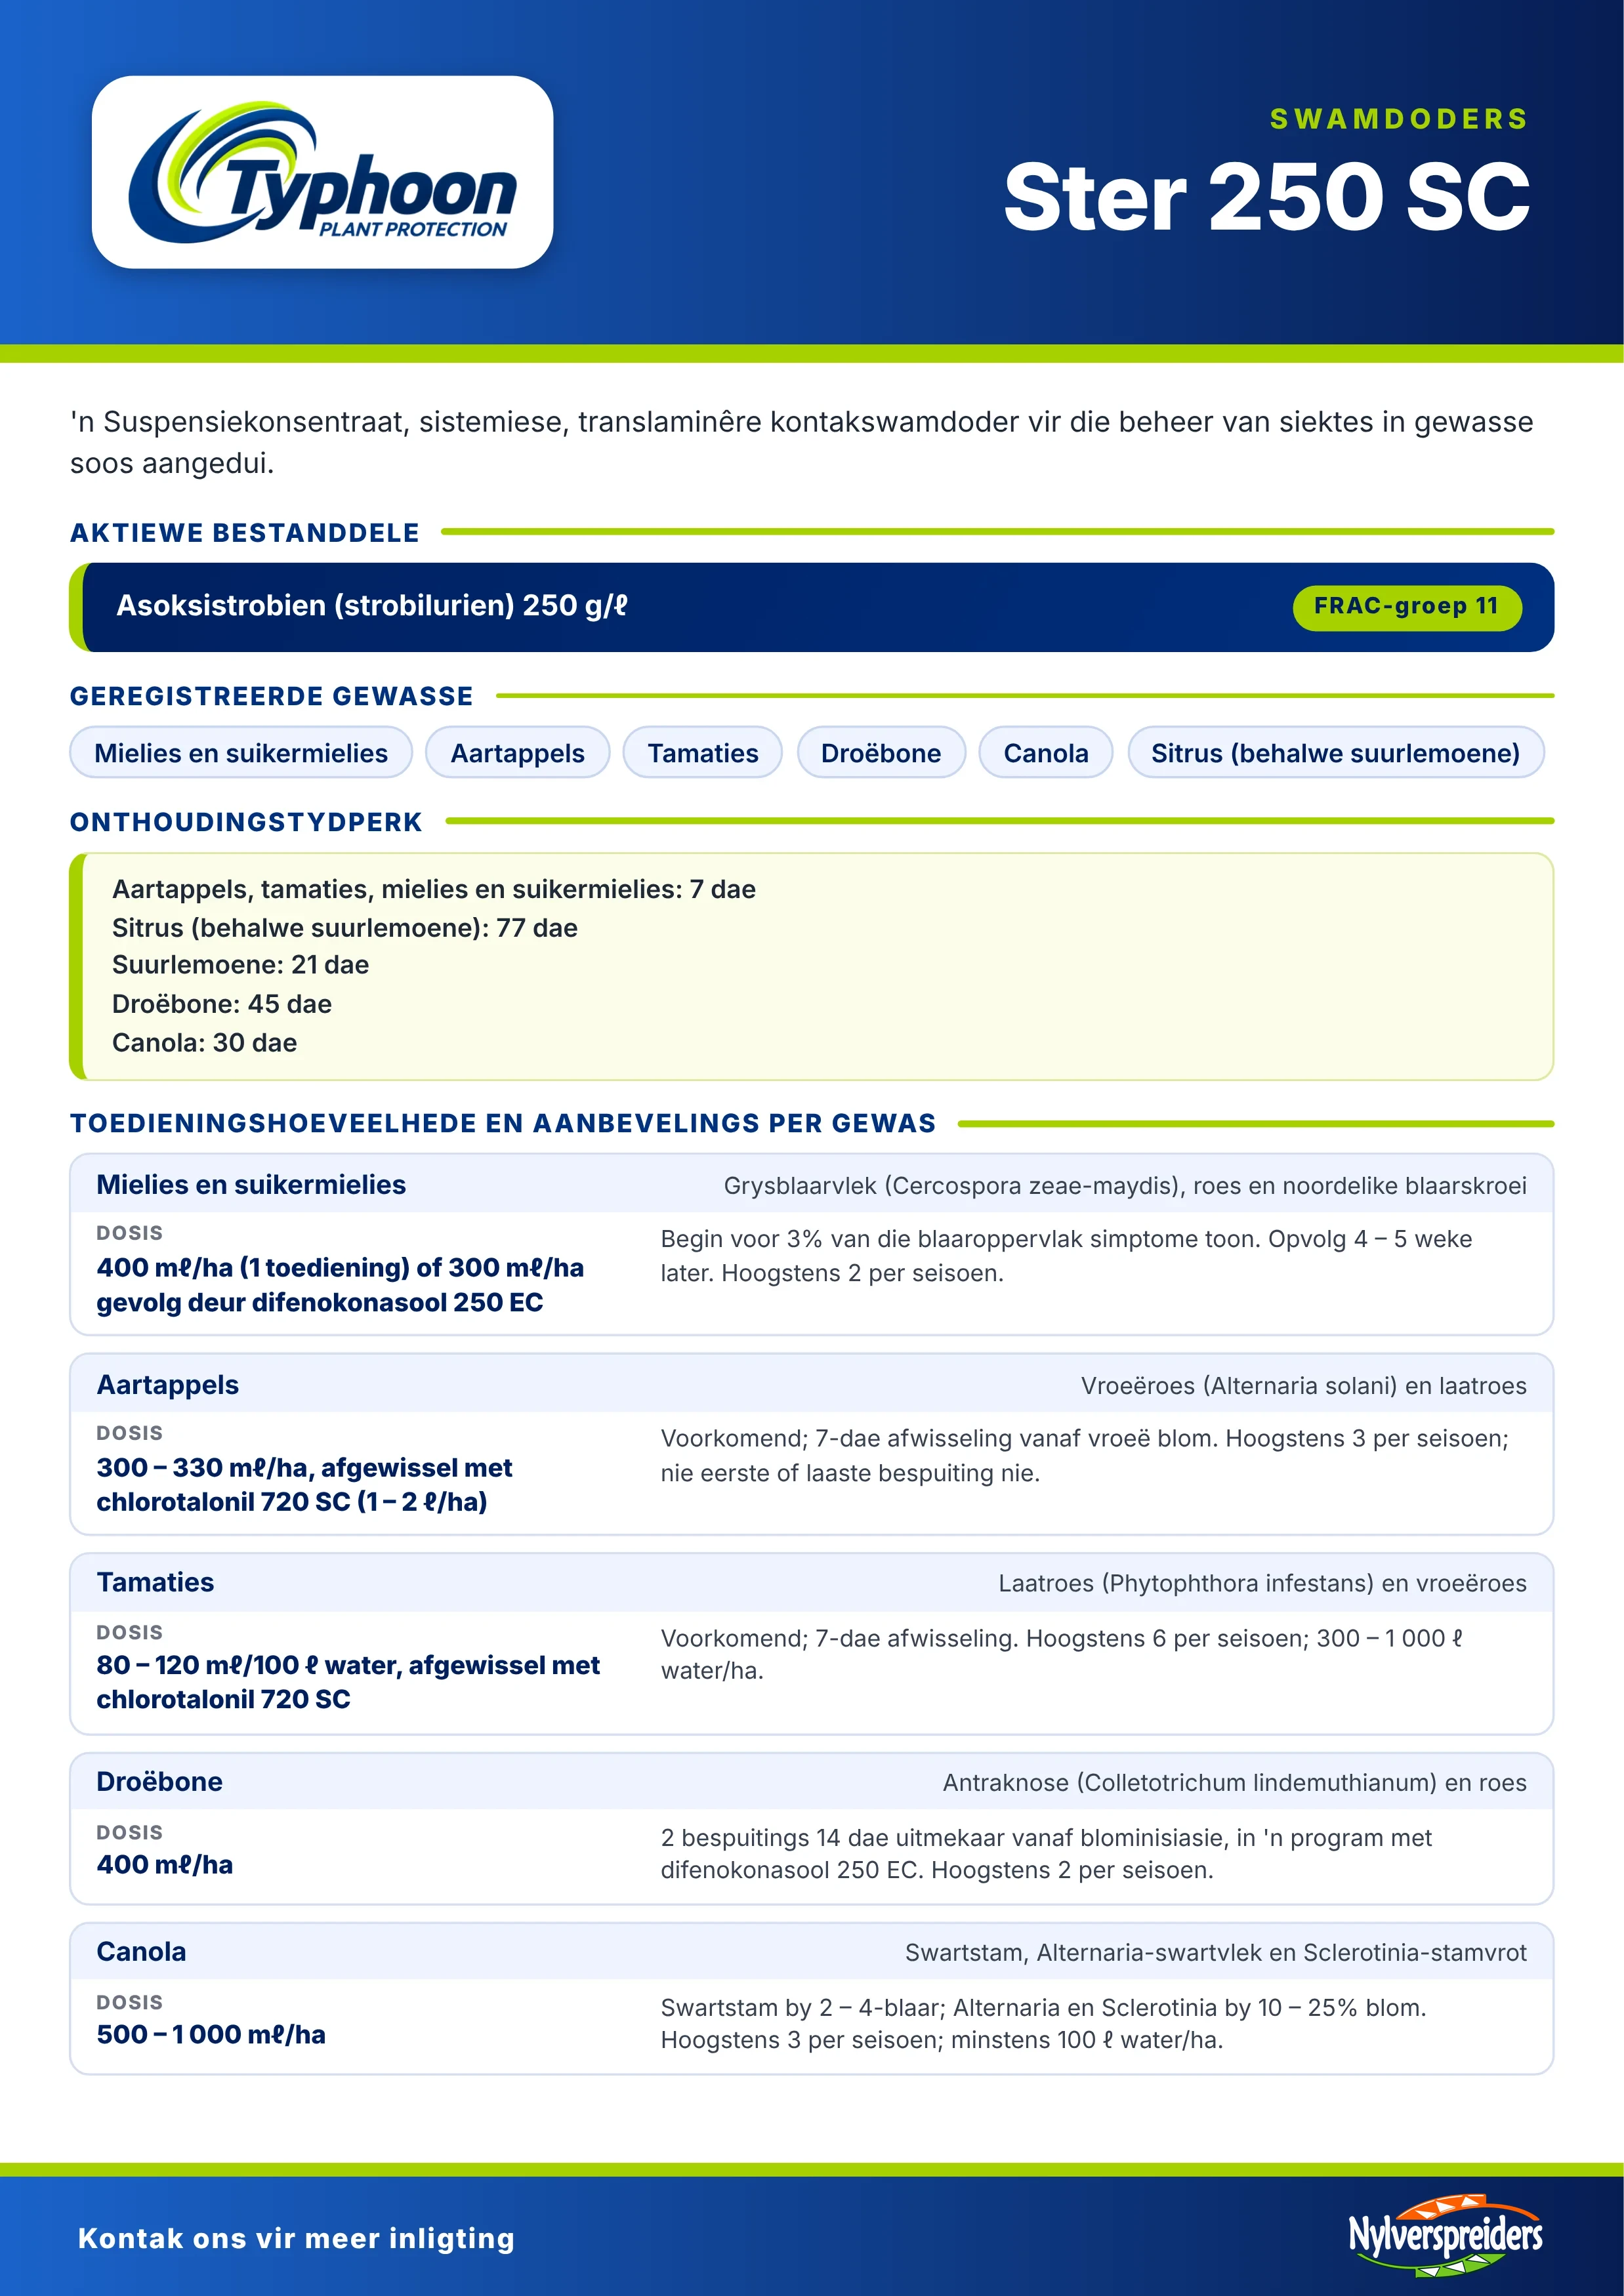 Typhoon
PLANT PROTECTION
SWAMDODERS
Ster 250 SC
'n Suspensiekonsentraat, sistemiese, translaminêre kontakswamdoder vir die beheer van siektes in gewasse
soos aangedui.
AKTIEWE BESTANDDELE
Asoksistrobien (strobilurien) 250 g/ℓ
FRAC-groep 11
GEREGISTREERDE GEWASSE
Mielies en suikermielies
Aartappels
Tamaties
Droëbone
Canola
Sitrus (behalwe suurlemoene)
ONTHOUDINGSTYDPERK
Aartappels, tamaties, mielies en suikermielies: 7 dae
Sitrus (behalwe suurlemoene): 77 dae
Suurlemoene: 21 dae
Droëbone: 45 dae
Canola: 30 dae
TOEDIENINGSHOEVEELHEDE EN AANBEVELINGS PER GEWAS
Mielies en suikermielies
Grysblaarvlek (Cercospora zeae-maydis), roes en noordelike blaarskroei
DOSIS
400 mℓ/ha (1 toediening) of 300 mℓ/ha
gevolg deur difenokonasool 250 EC
Begin voor 3% van die blaaroppervlak simptome toon. Opvolg 4 – 5 weke
later. Hoogstens 2 per seisoen.
Aartappels
Vroeëroes (Alternaria solani) en laatroes
DOSIS
300 – 330 mℓ/ha, afgewissel met
chlorotalonil 720 SC (1 – 2 ℓ/ha)
Voorkomend; 7-dae afwisseling vanaf vroeë blom. Hoogstens 3 per seisoen;
nie eerste of laaste bespuiting nie.
Tamaties
Laatroes (Phytophthora infestans) en vroeëroes
DOSIS
80 – 120 mℓ/100 ℓ water, afgewissel met
chlorotalonil 720 SC
Voorkomend; 7-dae afwisseling. Hoogstens 6 per seisoen; 300 – 1 000 ℓ
water/ha.
Droëbone
Antraknose (Colletotrichum lindemuthianum) en roes
DOSIS
400 mℓ/ha
2 bespuitings 14 dae uitmekaar vanaf blominisiasie, in 'n program met
difenokonasool 250 EC. Hoogstens 2 per seisoen.
Canola
Swartstam, Alternaria-swartvlek en Sclerotinia-stamvrot
DOSIS
500 – 1 000 mℓ/ha
Swartstam by 2 – 4-blaar; Alternaria en Sclerotinia by 10 – 25% blom.
Hoogstens 3 per seisoen; minstens 100 ℓ water/ha.
Kontak ons vir meer inligting
Nylverspreiders